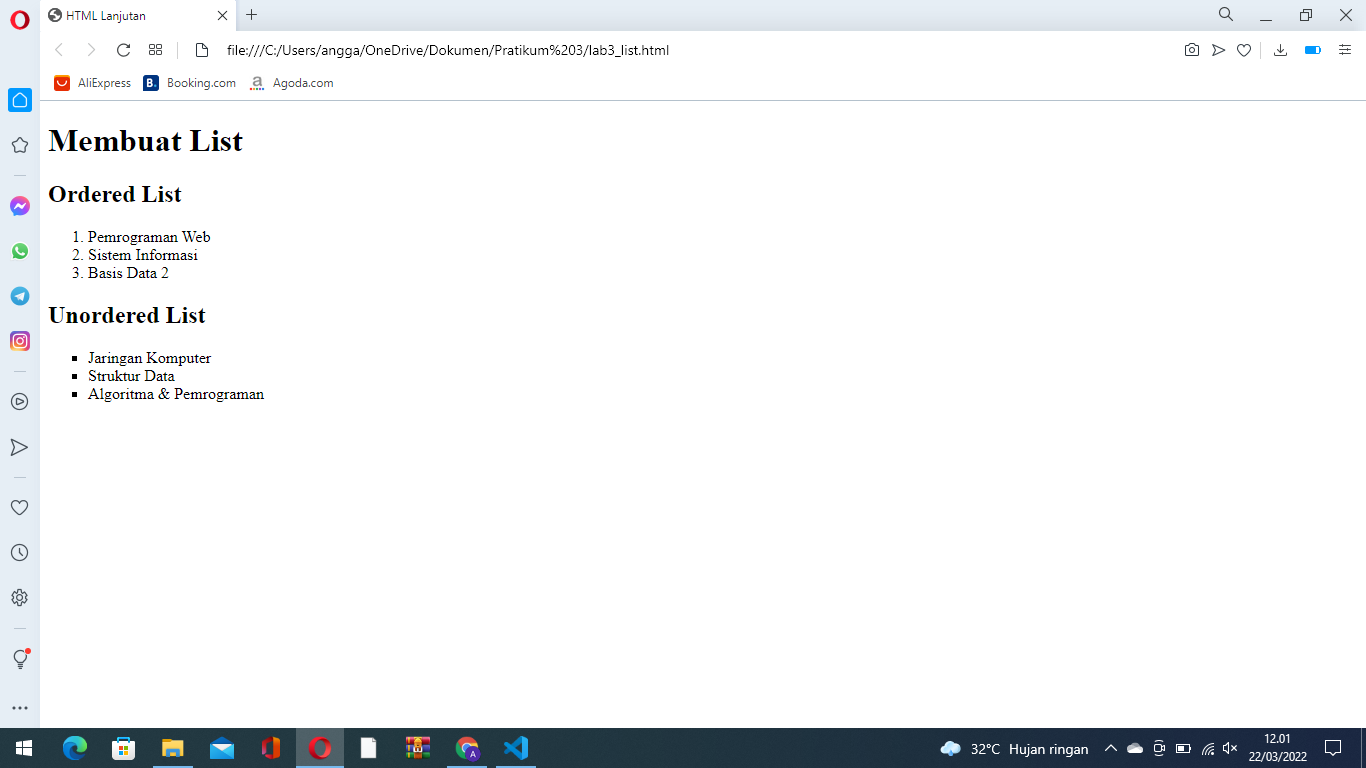 HTML Lanjutan
file:///C:/Users/angga/OneDrive/Dokumen/Pratikum%203/lab3_list.html
AliExpress
B. Booking.com
a Agoda.com
Membuat List
Ordered List
1. Pemrograman Web
2. Sistem Informasi
3. Basis Data 2
Unordered List
▪ Jaringan Komputer
▪ Struktur Data
▪ Algoritma & Pemrograman
A
32°C Hujan ringan
12.01
22/03/2022